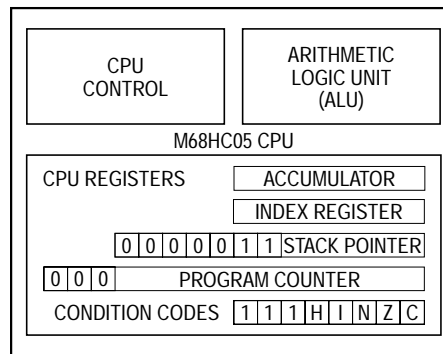 CPU
CONTROL
ARITHMETIC
LOGIC UNIT
(ALU)
M68HC05 CPU
CPU REGISTERS ACCUMULATOR
INDEX REGISTER
0 0 0 0 0 1 1 STACK POINTER
0 0 0 PROGRAM COUNTER
CONDITION CODES 1 1 1 H I N Z C